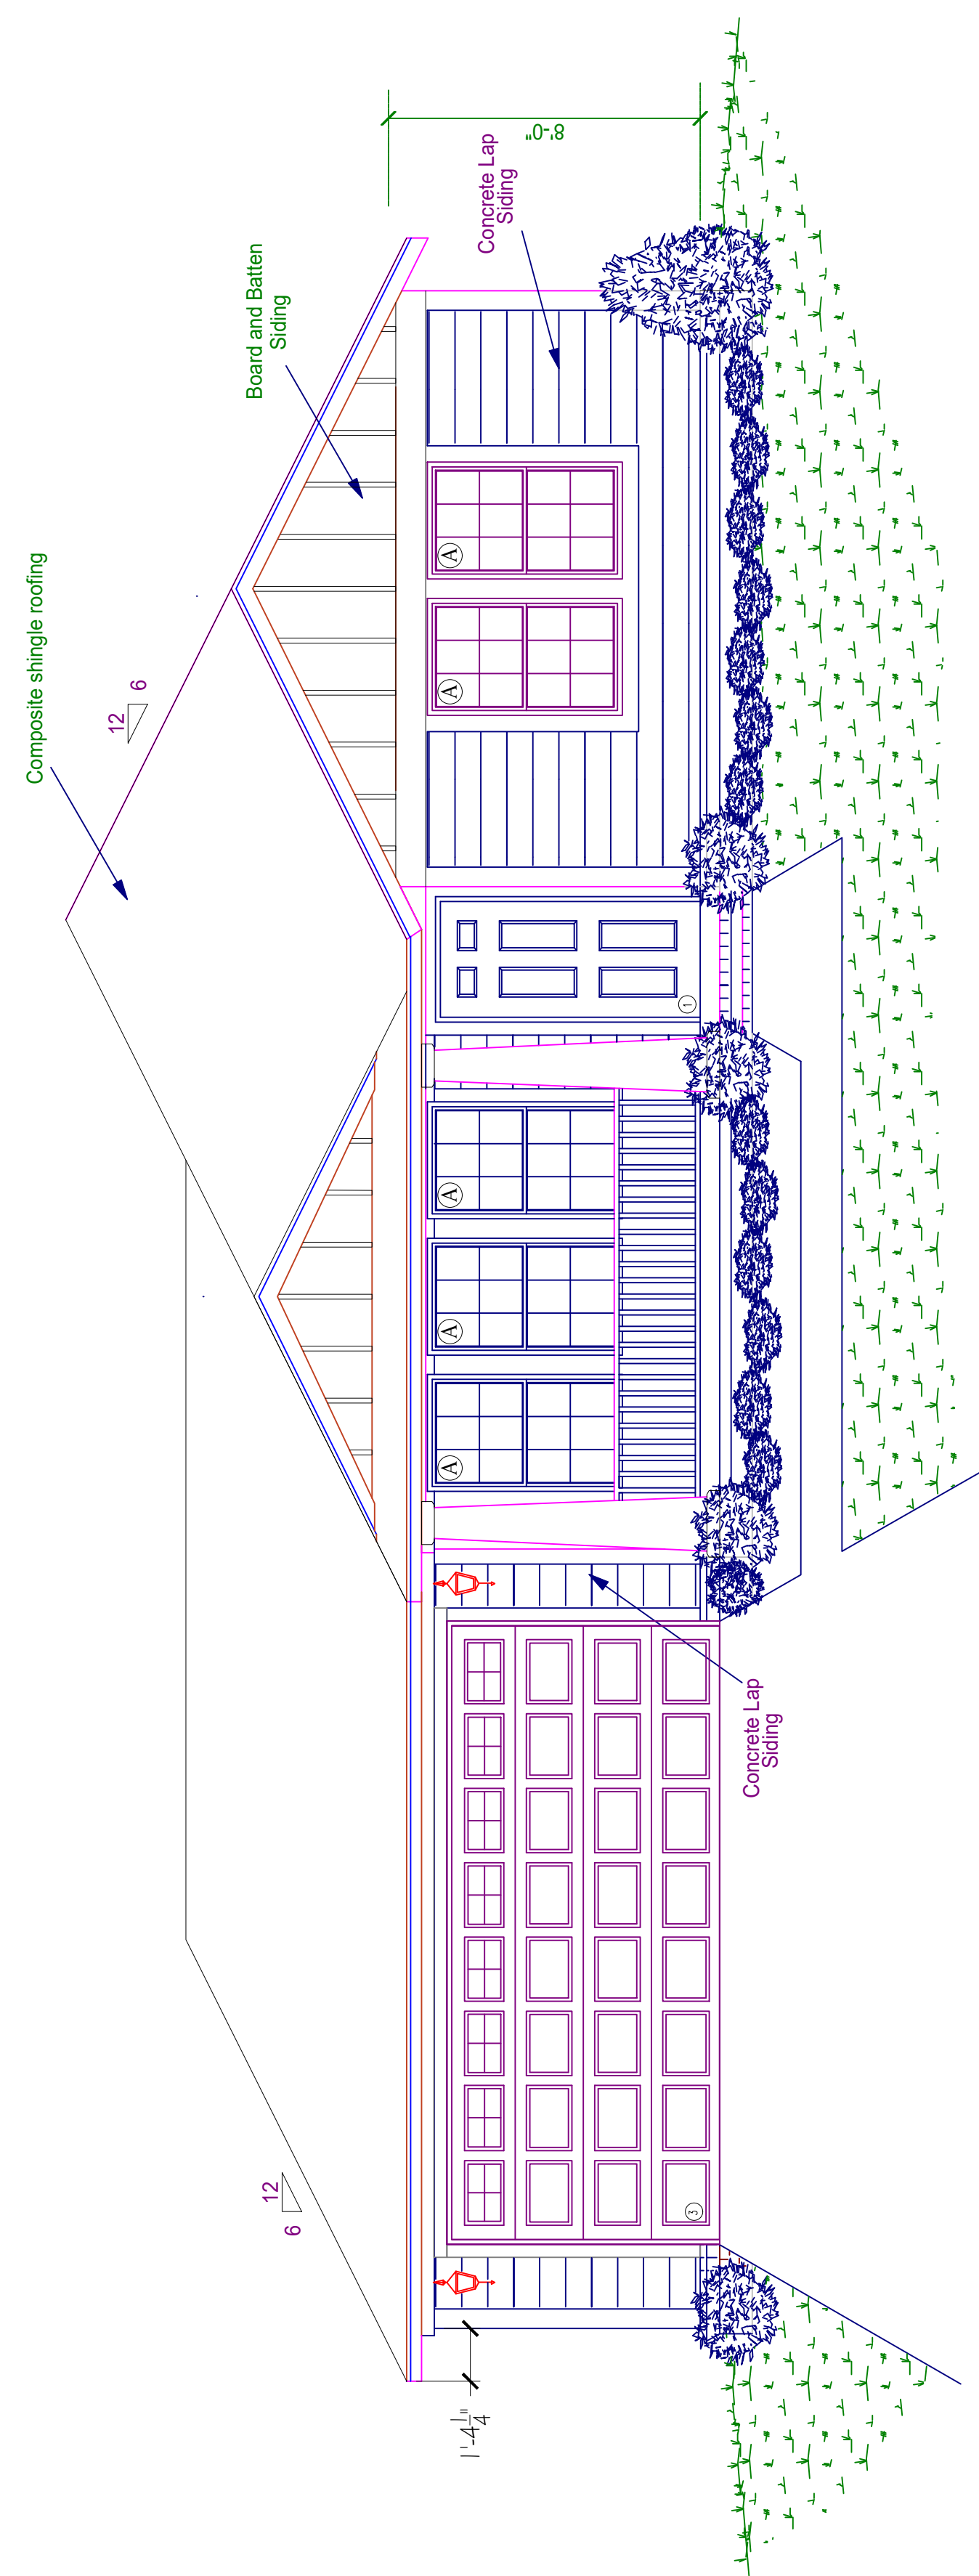 Composite shingle roofing
12
6
Board and Batten
Siding
Concrete Lap
Siding
8'-0"
12
6
A
A
A
A
A
1
3
Concrete Lap
Siding
1'-4 1/4"